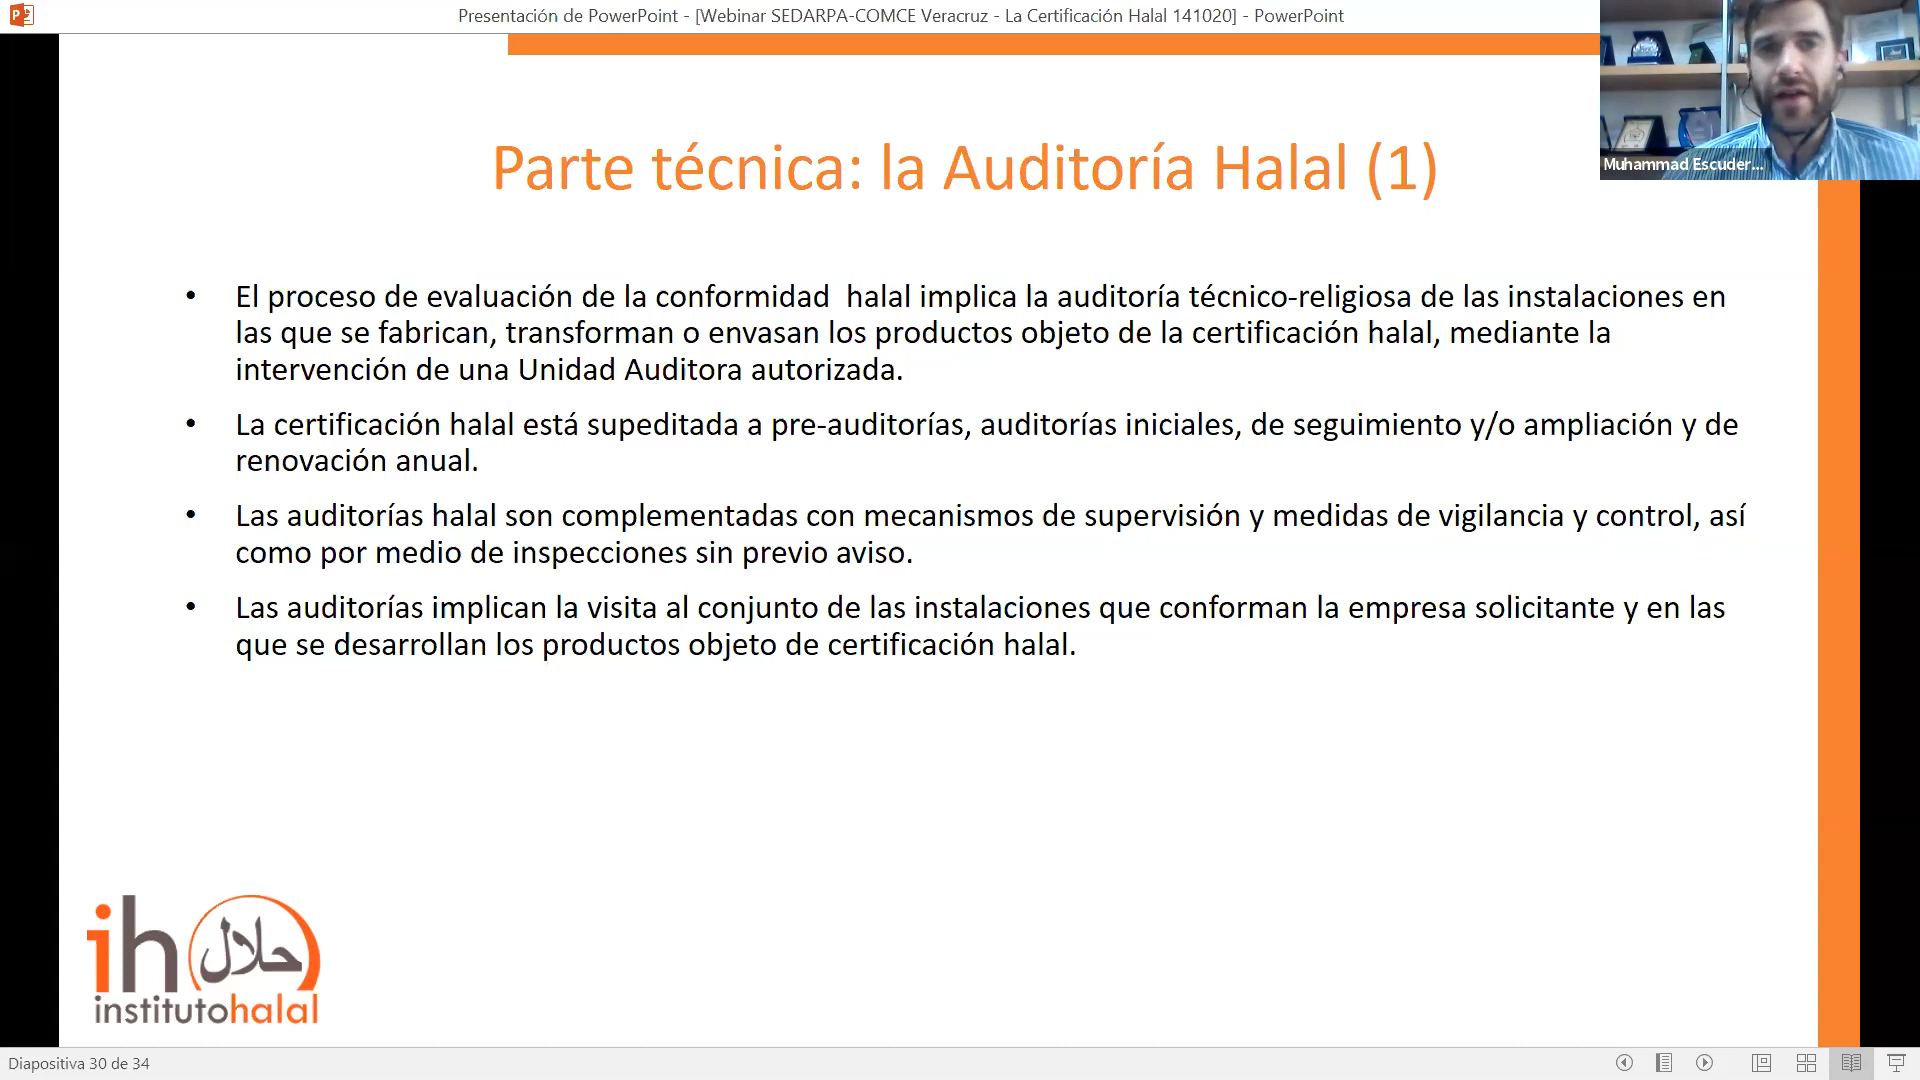 Presentación de PowerPoint - [Webinar SEDARPA-COMCE Veracruz - La Certificación Halal 141020] - PowerPoint
Muhammad Escuder...
Parte técnica: la Auditoría Halal (1)
• El proceso de evaluación de la conformidad  halal implica la auditoría técnico-religiosa de las instalaciones en
las que se fabrican, transforman o envasan los productos objeto de la certificación halal, mediante la
intervención de una Unidad Auditora autorizada.
• La certificación halal está supeditada a pre-auditorías, auditorías iniciales, de seguimiento y/o ampliación y de
renovación anual.
• Las auditorías halal son complementadas con mecanismos de supervisión y medidas de vigilancia y control, así
como por medio de inspecciones sin previo aviso.
• Las auditorías implican la visita al conjunto de las instalaciones que conforman la empresa solicitante y en las
que se desarrollan los productos objeto de certificación halal.
ih حلال
institutohalal
Diapositiva 30 de 34